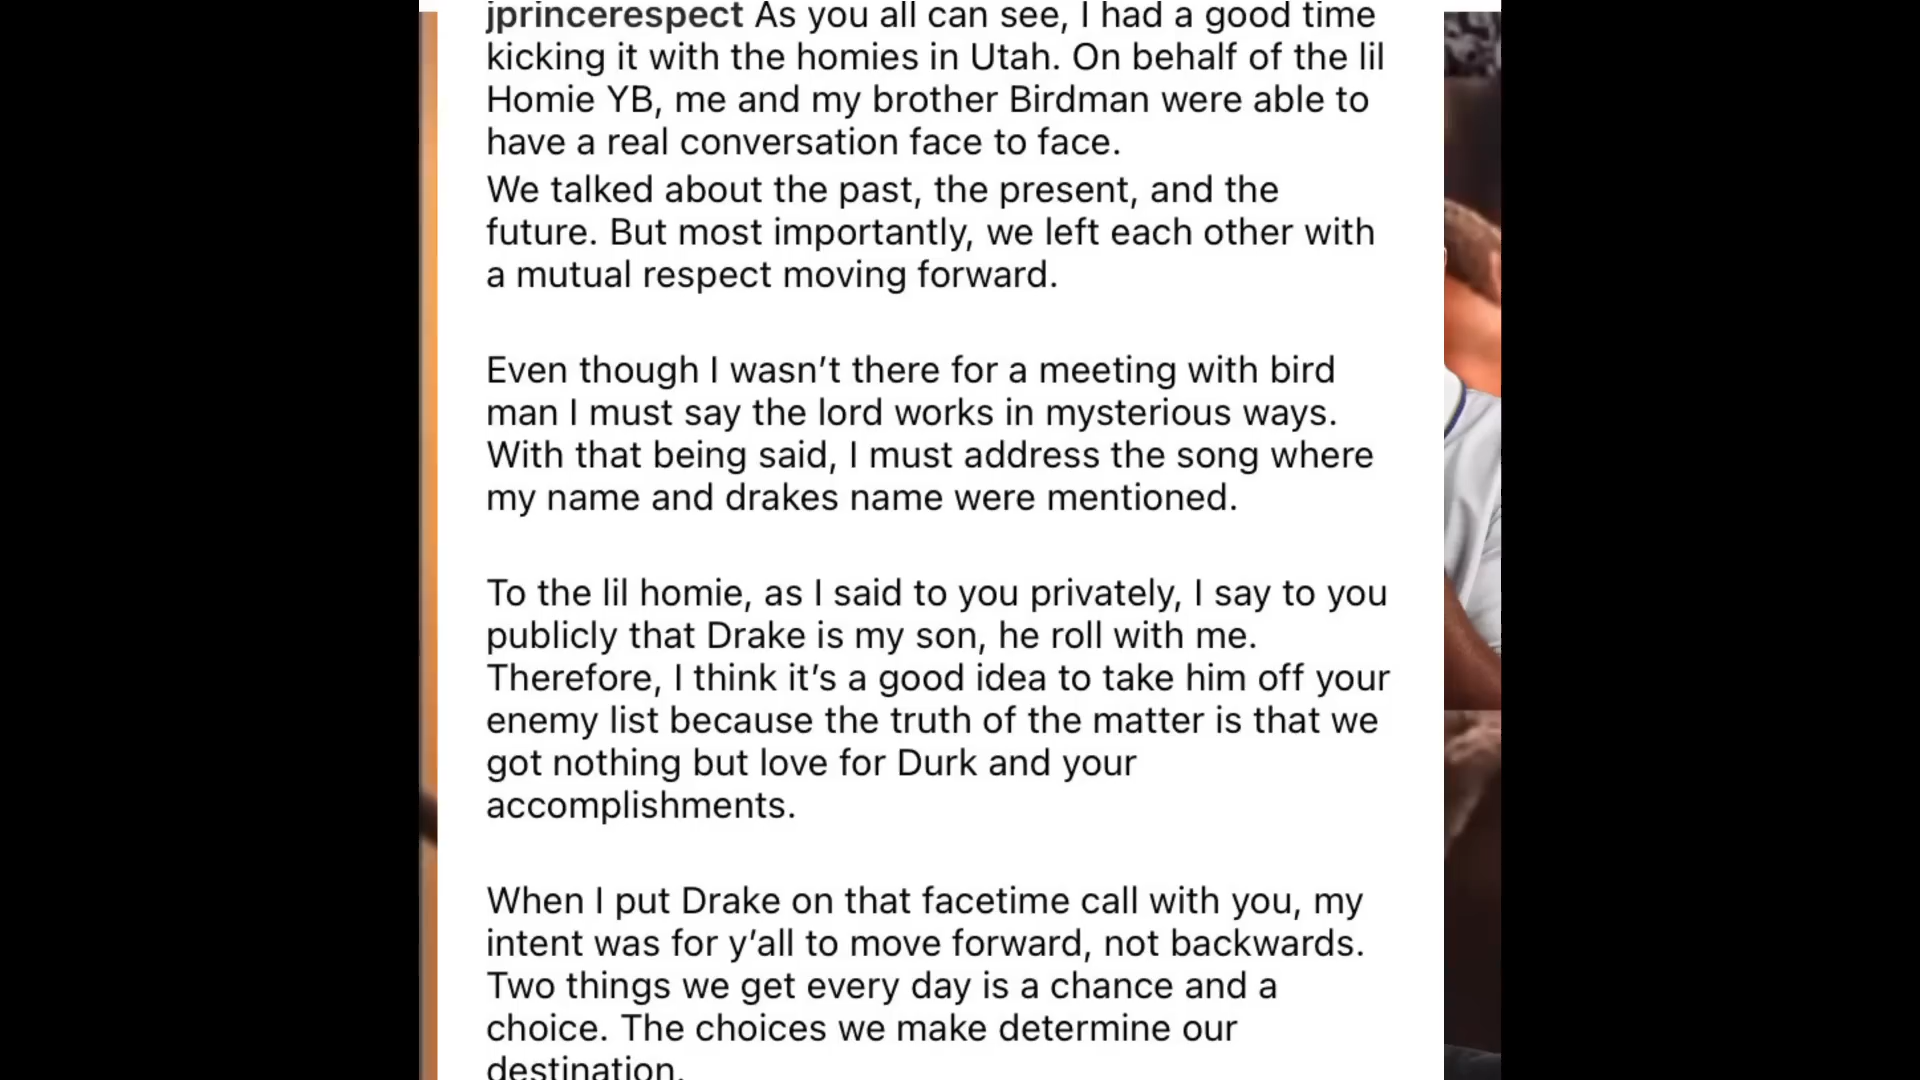 jprincerespect As you all can see, I had a good time
kicking it with the homies in Utah. On behalf of the lil
Homie YB, me and my brother Birdman were able to
have a real conversation face to face.
We talked about the past, the present, and the
future. But most importantly, we left each other with
a mutual respect moving forward.
Even though I wasn’t there for a meeting with bird
man I must say the lord works in mysterious ways.
With that being said, I must address the song where
my name and drakes name were mentioned.
To the lil homie, as I said to you privately, I say to you
publicly that Drake is my son, he roll with me.
Therefore, I think it’s a good idea to take him off your
enemy list because the truth of the matter is that we
got nothing but love for Durk and your
accomplishments.
When I put Drake on that facetime call with you, my
intent was for y’all to move forward, not backwards.
Two things we get every day is a chance and a
choice. The choices we make determine our
destination.